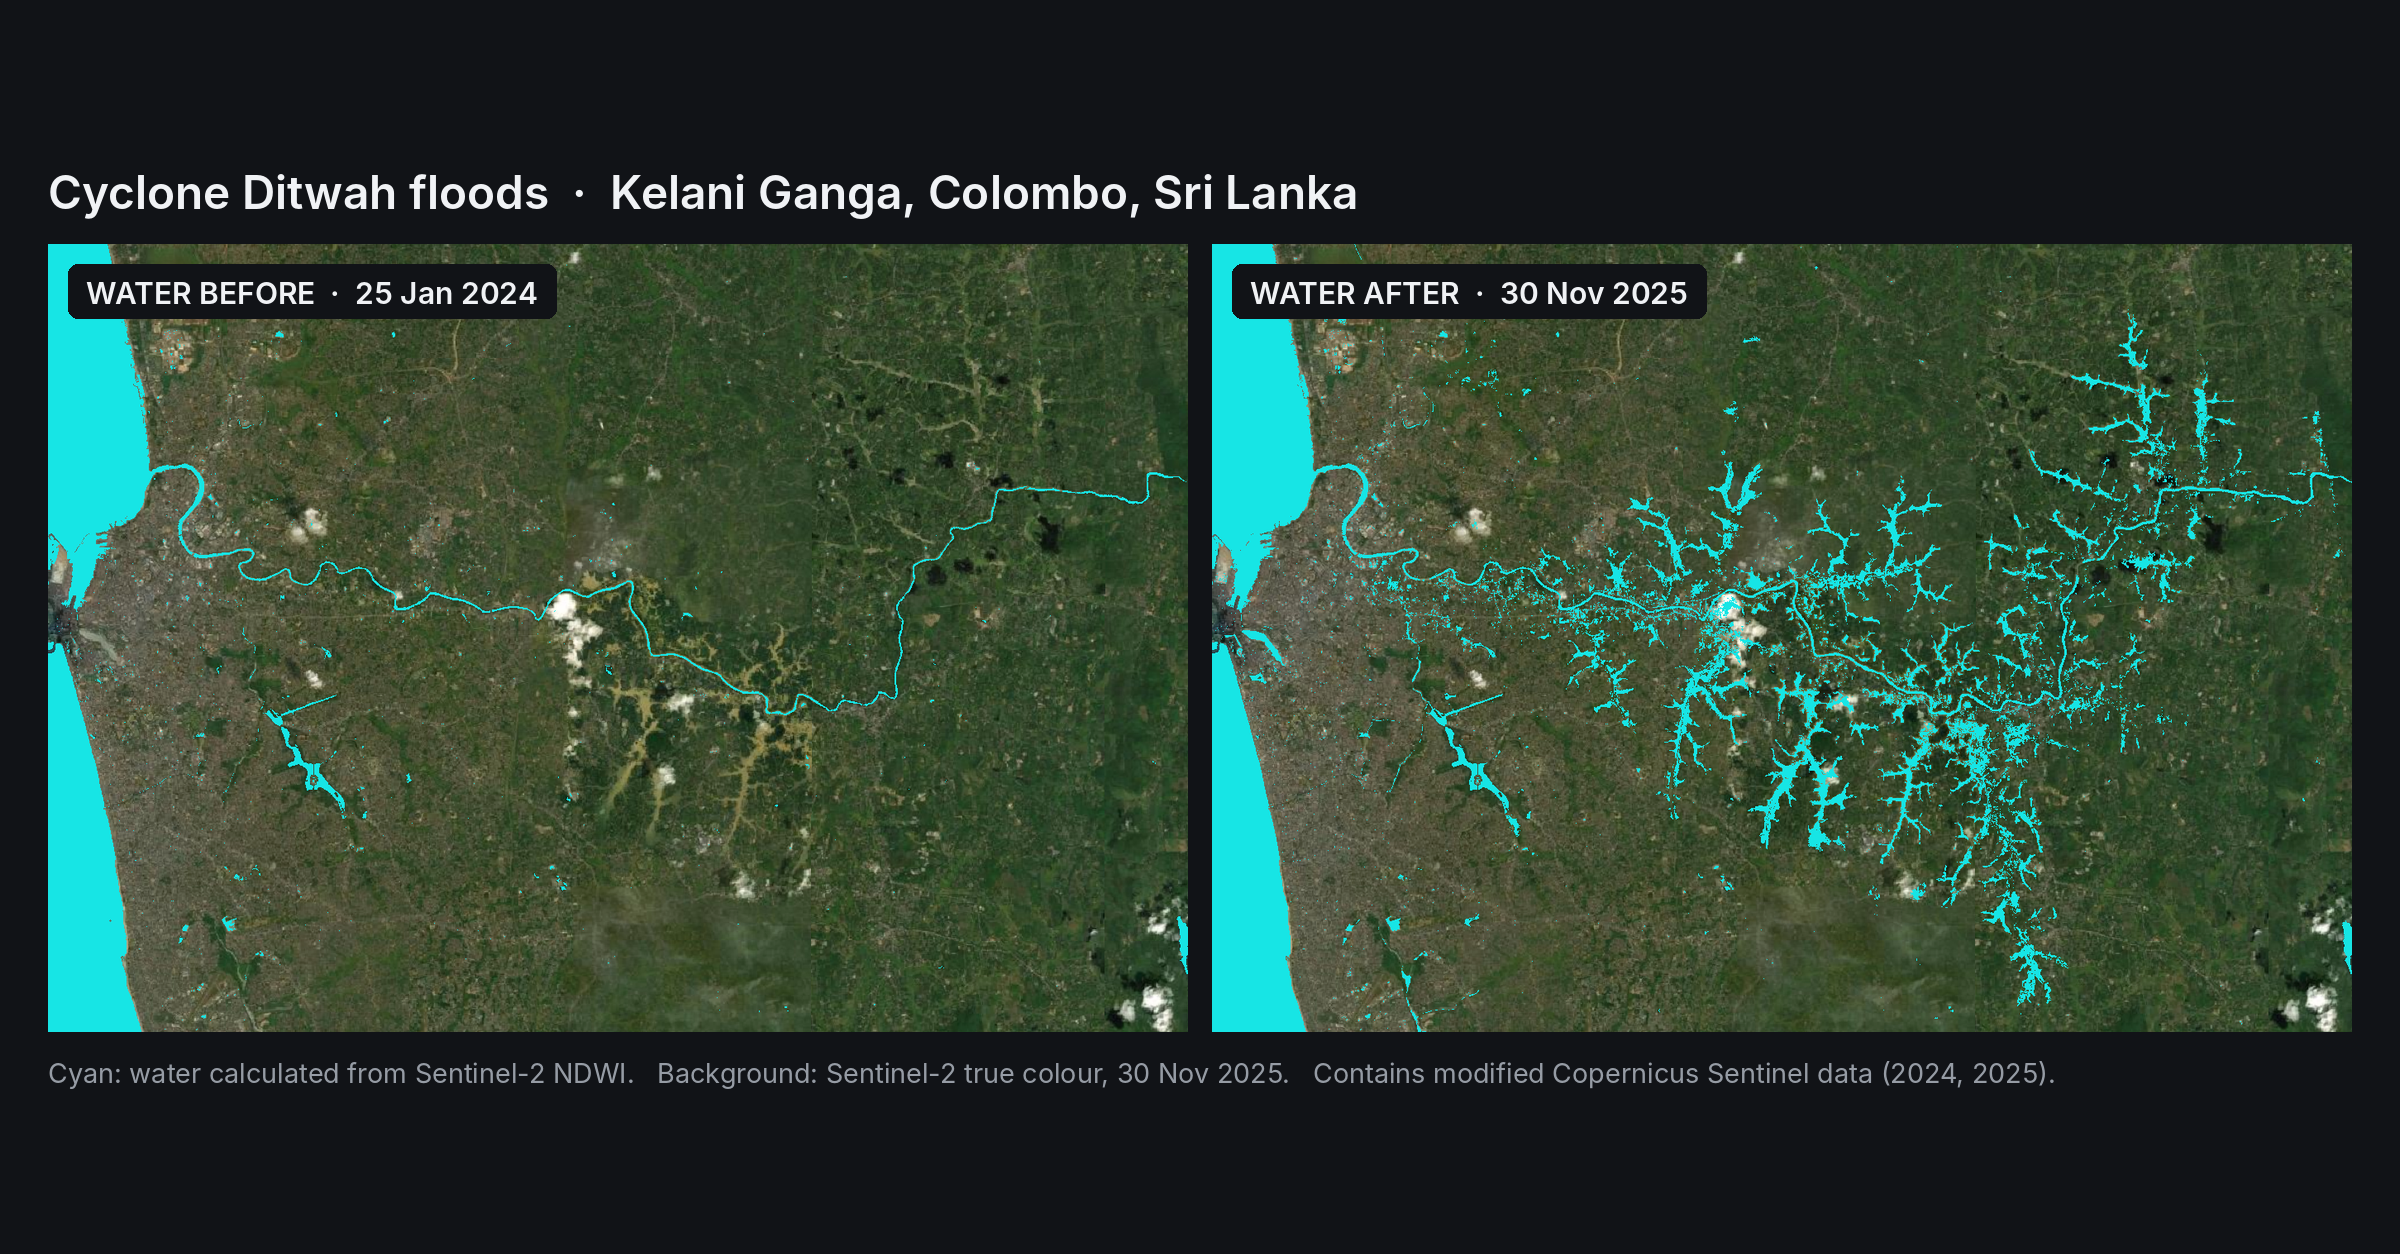 Cyclone Ditwah floods · Kelani Ganga, Colombo, Sri Lanka
WATER BEFORE · 25 Jan 2024
WATER AFTER · 30 Nov 2025
Cyan: water calculated from Sentinel-2 NDWI. Background: Sentinel-2 true colour, 30 Nov 2025. Contains modified Copernicus Sentinel data (2024, 2025).